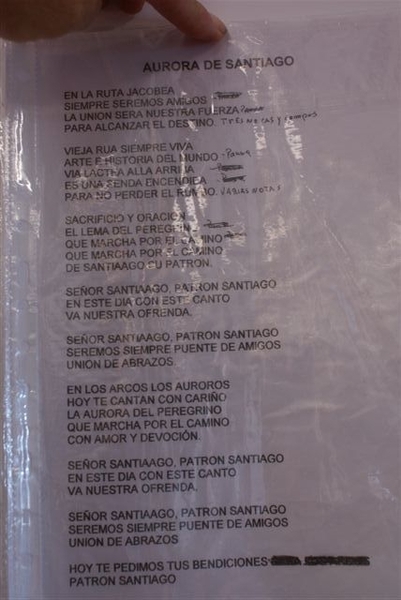 AURORA DE SANTIAGO
EN LA RUTA JACOBEA
SIEMPRE SEREMOS AMIGOS
LA UNION SERA NUESTRA FUERZA
PARA ALCANZAR EL DESTINO. TRES NOTAS y compas
VIEJA RUA SIEMPRE VIVA
ARTE E HISTORIA DEL MUNDO - Pausa
VIA LACTEA ALLA ARRIBA
ES UNA SENDA ENCENDIDA
PARA NO PERDER EL RUMBO. VARIAS NOTAS
SACRIFICIO Y ORACION
EL LEMA DEL PEREGRINO
QUE MARCHA POR EL CAMINO
QUE MARCHA POR EL CAMINO
DE SANTIAAGO SU PATRON.
SEÑOR SANTIAAGO, PATRON SANTIAGO
EN ESTE DIA CON ESTE CANTO
VA NUESTRA OFRENDA.
SEÑOR SANTIAAGO, PATRON SANTIAGO
SEREMOS SIEMPRE PUENTE DE AMIGOS
UNION DE ABRAZOS.
EN LOS ARCOS LOS AUROROS
HOY TE CANTAN CON CARIÑO
LA AURORA DEL PEREGRINO
QUE MARCHA POR EL CAMINO
CON AMOR Y DEVOCIÓN.
SEÑOR SANTIAAGO, PATRON SANTIAGO
EN ESTE DIA CON ESTE CANTO
VA NUESTRA OFRENDA.
SEÑOR SANTIAAGO, PATRON SANTIAGO
SEREMOS SIEMPRE PUENTE DE AMIGOS
UNION DE ABRAZOS
HOY TE PEDIMOS TUS BENDICIONES
PATRON SANTIAGO